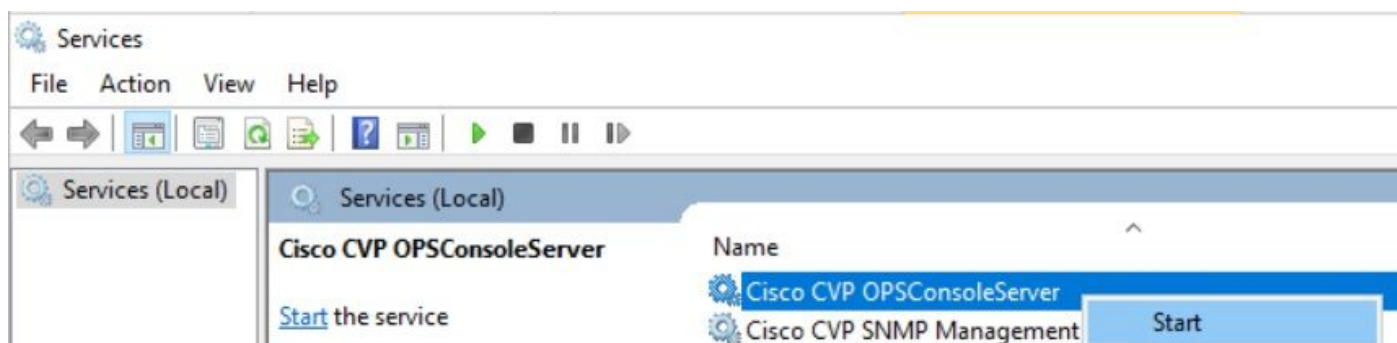 Services
File Action View Help
Services (Local)
Services (Local)
Cisco CVP OPSConsoleServer
Start the service
Name
Cisco CVP OPSConsoleServer
Cisco CVP SNMP Management
Start